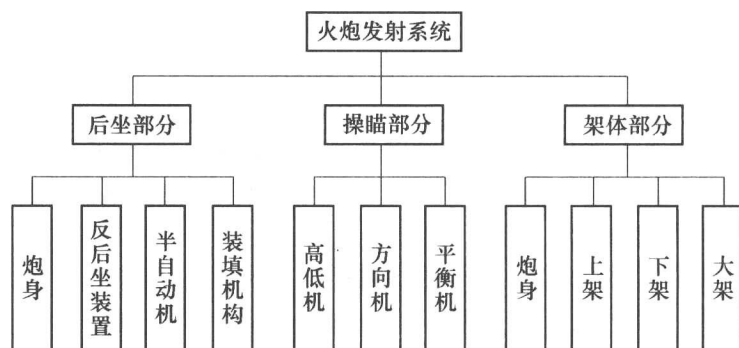 火炮发射系统
后坐部分
操瞄部分
架体部分
炮身
反后坐装置
半自动机
装填机构
高低机
方向机
平衡机
炮身
上架
下架
大架